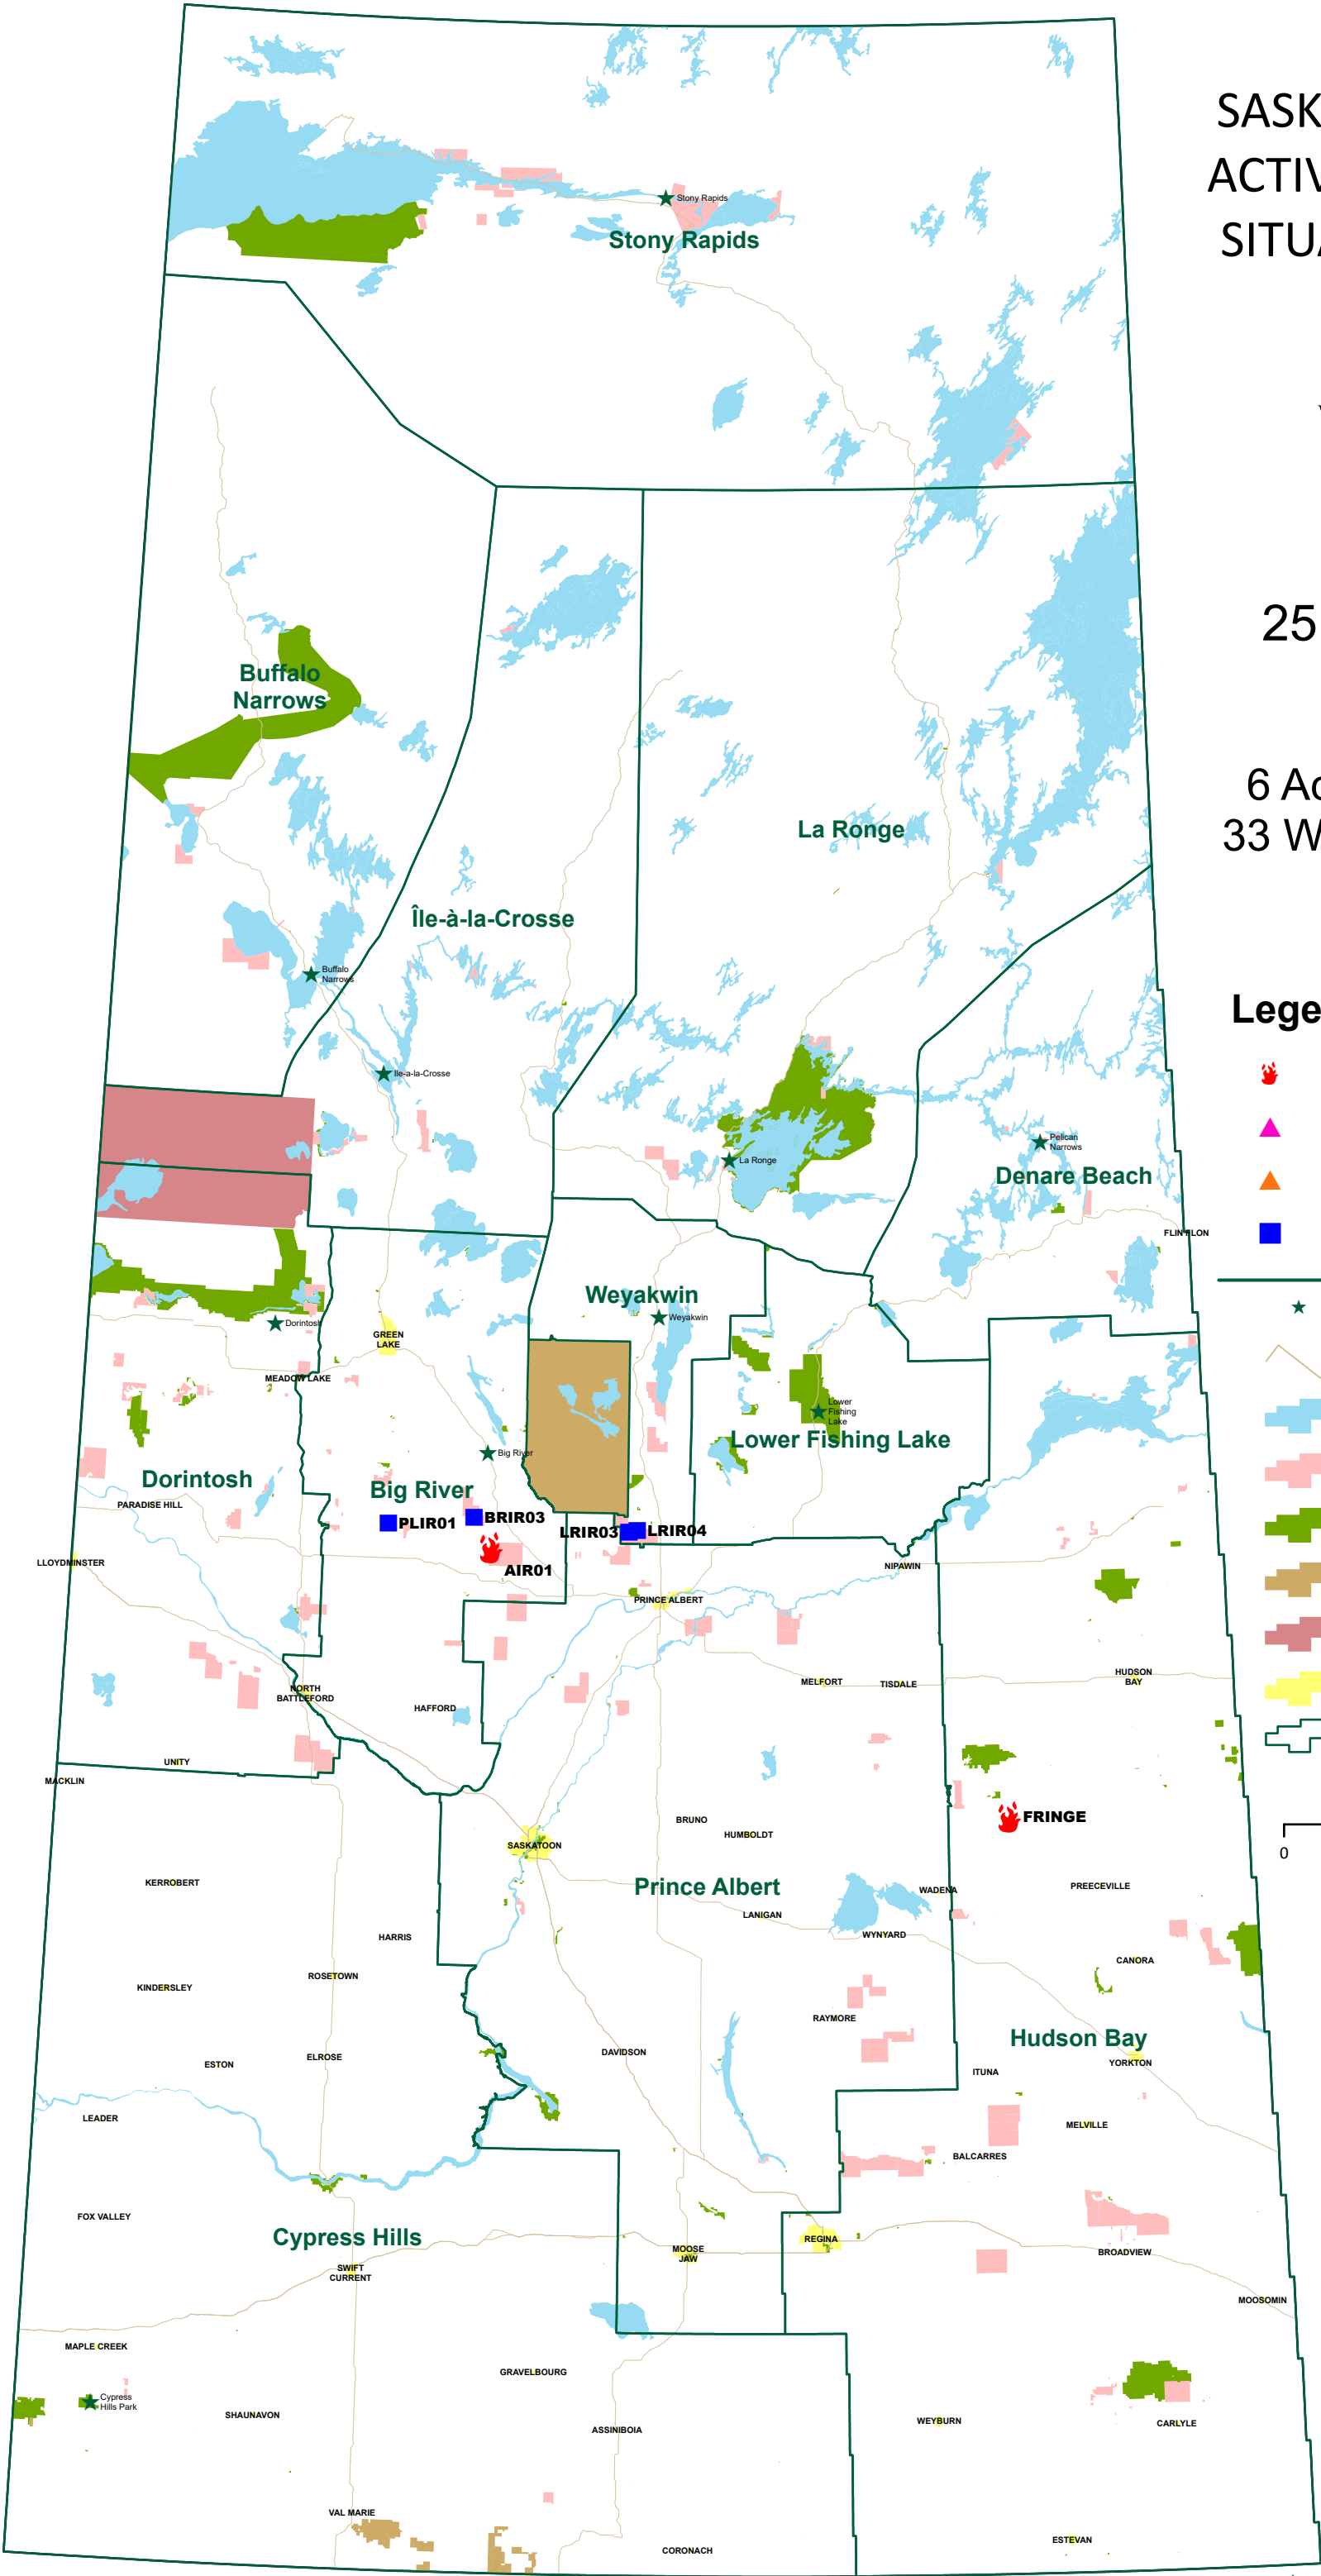 SASK
ACTIV
SITUA
25
6 Ac
33 W
Lege
0
Stony Rapids
Stony Rapids
Buffalo
Narrows
La Ronge
Île-à-la-Crosse
Buffalo
Narrows
Ile-a-la-Crosse
Pelican
Narrows
La Ronge
Denare Beach
FLIN FLON
Weyakwin
Weyakwin
Dorintosh
GREEN
LAKE
MEADOW LAKE
Lower
Fishing
Lake
Lower Fishing Lake
Big River
Dorintosh
Big River
PARADISE HILL
PLIR01
BRIR03
LRIR03
LRIR04
AIR01
LLOYDMINSTER
NIPAWIN
PRINCE ALBERT
HUDSON
BAY
MELFORT
TISDALE
NORTH
BATTLEFORD
HAFFORD
UNITY
MACKLIN
FRINGE
BRUNO
HUMBOLDT
SASKATOON
KERROBERT
Prince Albert
PREECEVILLE
WADENA
LANIGAN
WYNYARD
HARRIS
CANORA
ROSETOWN
KINDERSLEY
RAYMORE
Hudson Bay
DAVIDSON
ELROSE
ESTON
YORKTON
ITUNA
LEADER
MELVILLE
BALCARRES
FOX VALLEY
Cypress Hills
REGINA
MOOSE
JAW
BROADVIEW
SWIFT
CURRENT
MOOSOMIN
MAPLE CREEK
GRAVELBOURG
Cypress
Hills Park
SHAUNAVON
WEYBURN
CARLYLE
ASSINIBOIA
VAL MARIE
ESTEVAN
CORONACH